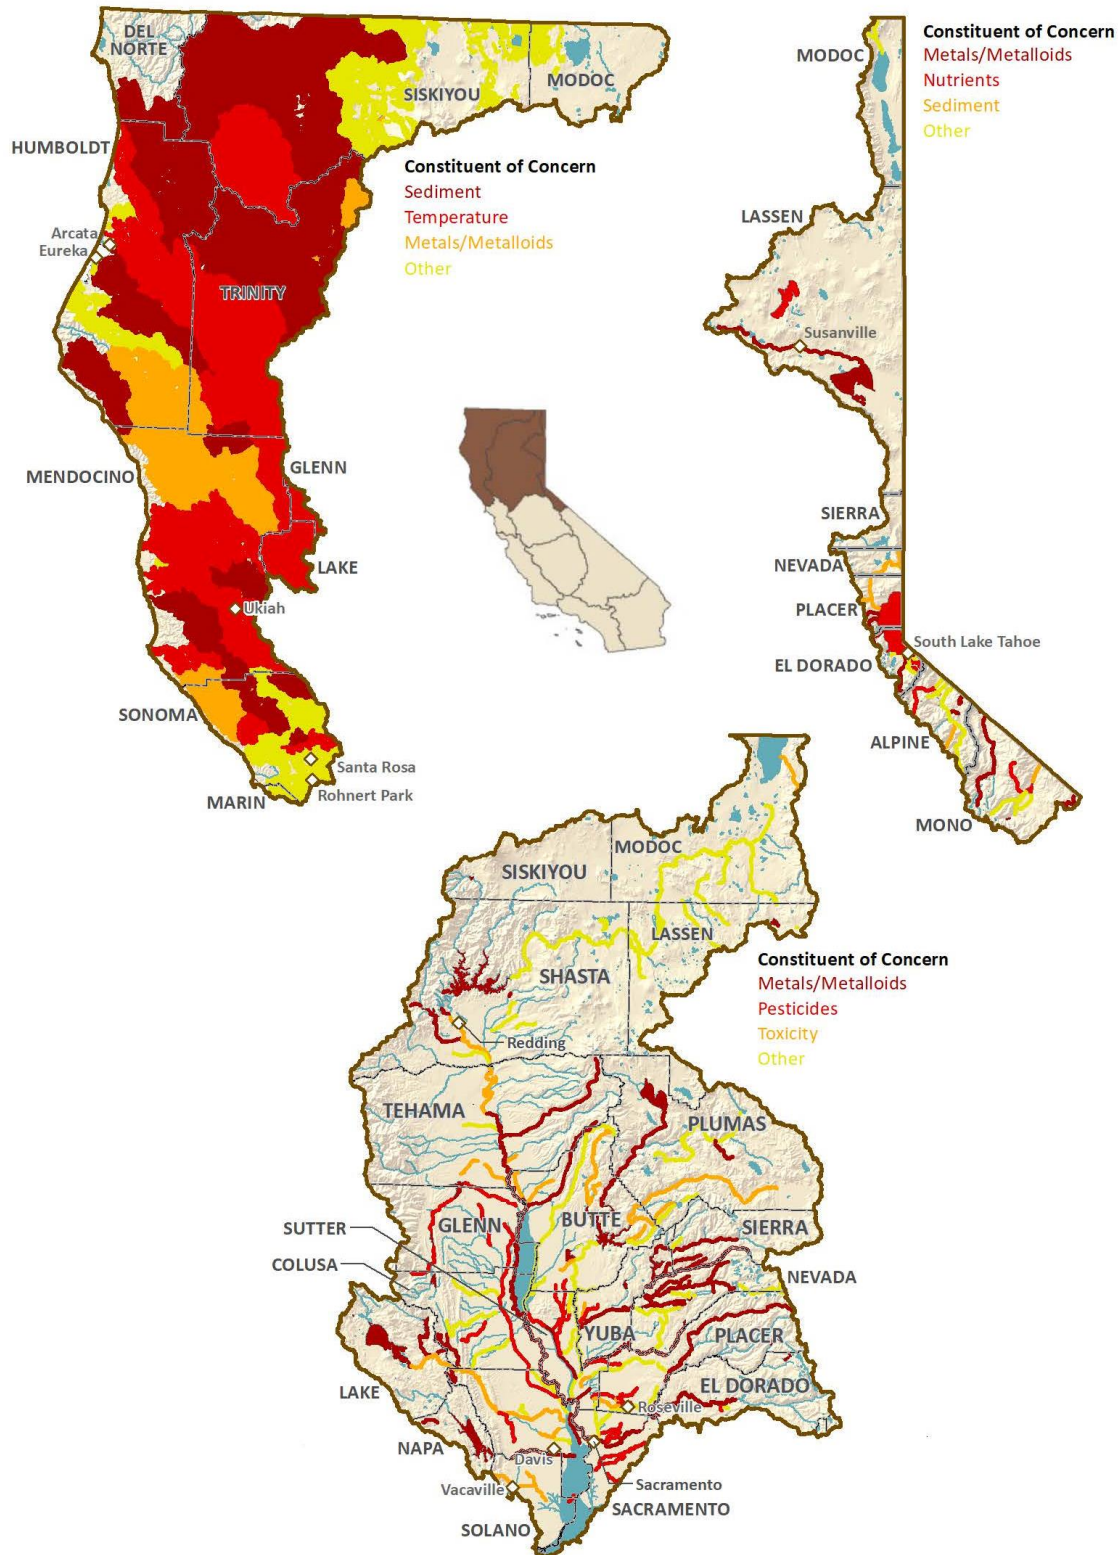 DEL
NORTE
SISKIYOU
MODOC
HUMBOLDT
Constituent of Concern
Sediment
Temperature
Metals/Metalloids
Other
Arcata
Eureka
TRINITY
MENDOCINO
GLENN
LAKE
Ukiah
SONOMA
Santa Rosa
Rohnert Park
MARIN
MODOC
Constituent of Concern
Metals/Metalloids
Nutrients
Sediment
Other
LASSEN
Susanville
SIERRA
NEVADA
PLACER
South Lake Tahoe
EL DORADO
ALPINE
MONO
MODOC
SISKIYOU
LASSEN
SHASTA
Constituent of Concern
Metals/Metalloids
Pesticides
Toxicity
Other
Redding
TEHAMA
PLUMAS
SUTTER
GLENN
BUTTE
SIERRA
COLUSA
NEVADA
YUBA
PLACER
LAKE
EL DORADO
Roseville
NAPA
Davis
Vacaville
Sacramento
SACRAMENTO
SOLANO